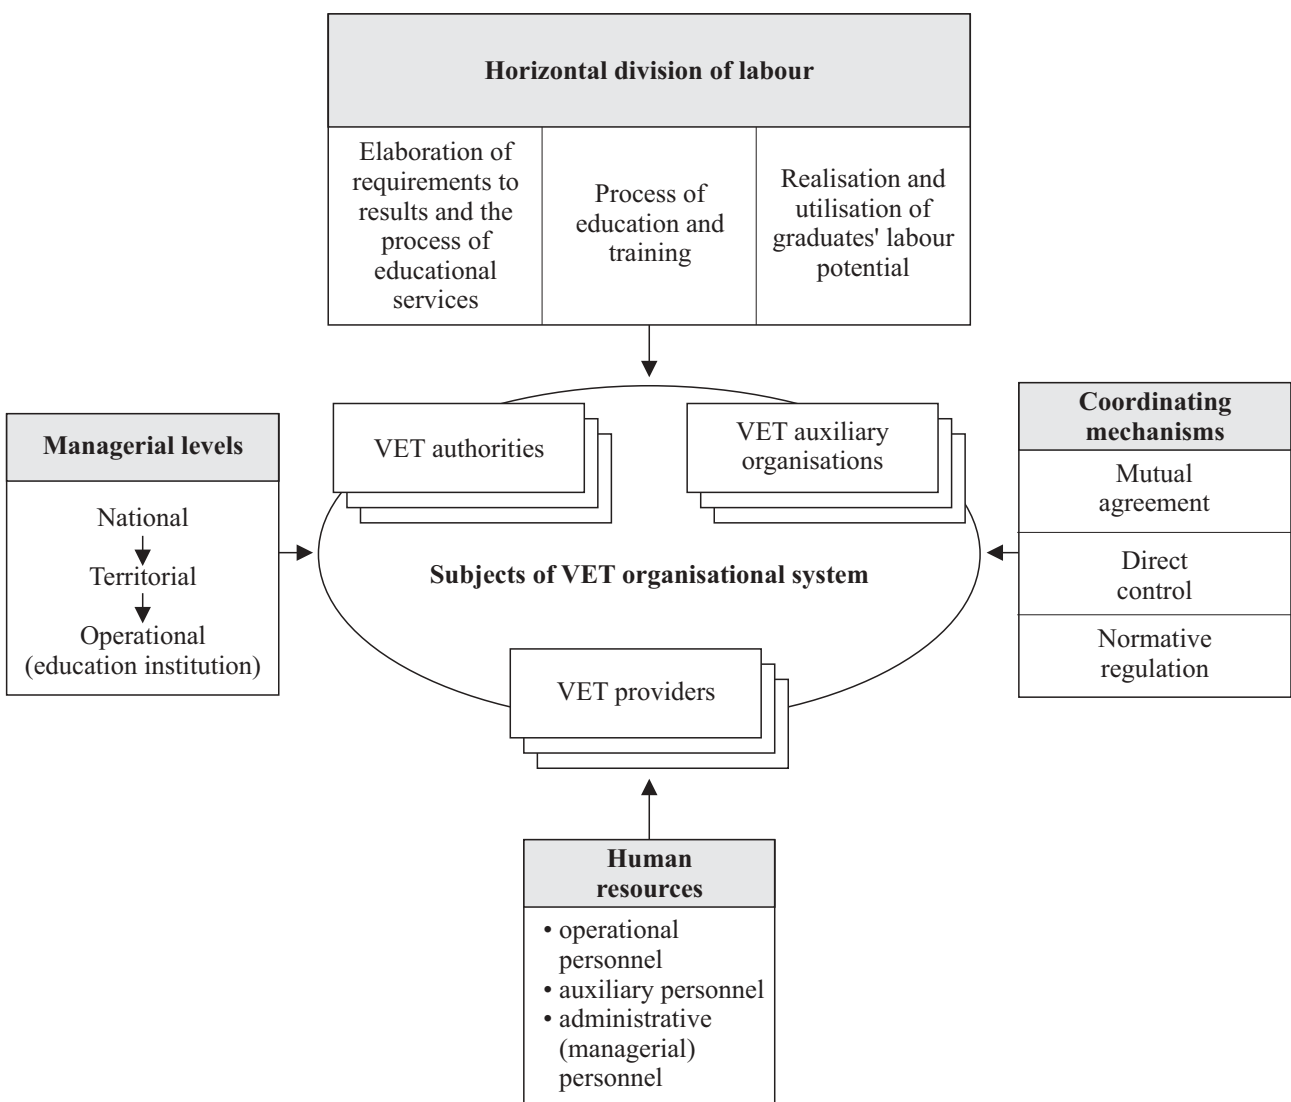 Horizontal division of labour
Elaboration of
requirements to
results and the
process of
educational
services
Process of
education and
training
Realisation and
utilisation of
graduates' labour
potential
Managerial levels
National
Territorial
Operational
(education institution)
VET authorities
VET auxiliary
organisations
Subjects of VET organisational system
VET providers
Coordinating
mechanisms
Mutual
agreement
Direct
control
Normative
regulation
Human
resources
• operational
personnel
• auxiliary personnel
• administrative
(managerial)
personnel